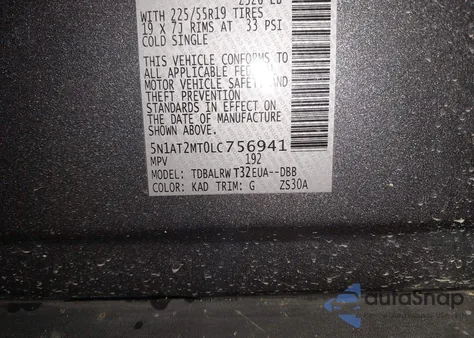 WITH 225/55R19 TIRES
19 x 7J RIMS AT 33 PSI
COLD SINGLE
THIS VEHICLE CONFORMS TO
ALL APPLICABLE FEDERAL
MOTOR VEHICLE SAFETY AND
THEFT PREVENTION
STANDARDS IN EFFECT ON
THE DATE OF MANUFACTURE
SHOWN ABOVE.
5N1AT2MT0LC756941
MPV 192
MODEL: TDBALRW T32EUA--DBB
COLOR: KAD TRIM: G ZS30A
autoSnap